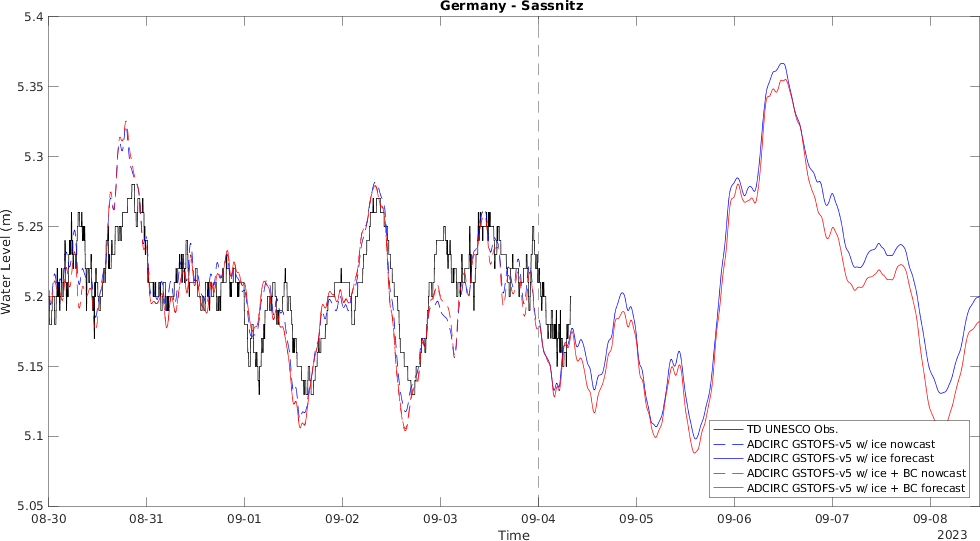 Germany - Sassnitz
5.4
5.35
5.3
5.25
5.2
5.15
5.1
5.05
Water Level (m)
08-30
08-31
09-01
09-02
09-03
09-04
09-05
09-06
09-07
09-08
Time
2023
TD UNESCO Obs.
ADCIRC GSTOFS-v5 w/ ice nowcast
ADCIRC GSTOFS-v5 w/ ice forecast
ADCIRC GSTOFS-v5 w/ ice + BC nowcast
ADCIRC GSTOFS-v5 w/ ice + BC forecast